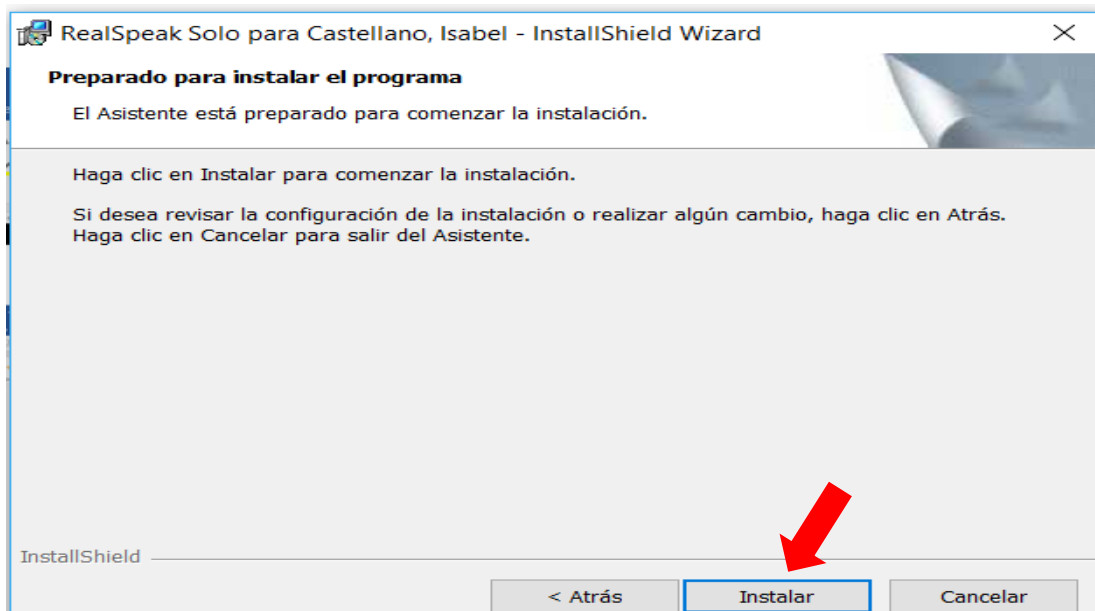 RealSpeak Solo para Castellano, Isabel - InstallShield Wizard
Preparado para instalar el programa
El Asistente está preparado para comenzar la instalación.
Haga clic en Instalar para comenzar la instalación.
Si desea revisar la configuración de la instalación o realizar algún cambio, haga clic en Atrás.
Haga clic en Cancelar para salir del Asistente.
InstallShield
< Atrás
Instalar
Cancelar